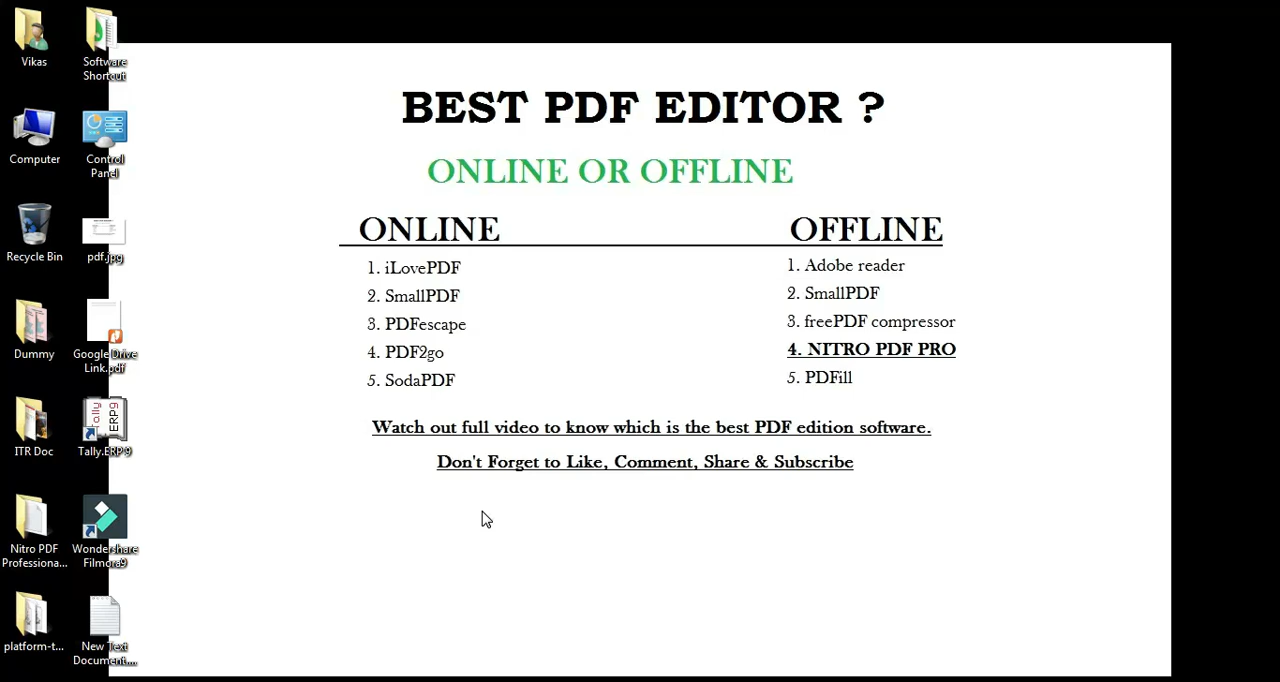 Vikas
Software
Shortcut
Computer
Control
Panel
Recycle Bin
pdf.jpg
Dummy
Google Drive
Link.pdf
ITR Doc
Tally.ERP9
Nitro PDF
Professiona...
Wondershare
Filmora9
platform-t...
New Text
Document....
BEST PDF EDITOR ?
ONLINE OR OFFLINE
ONLINE
1. iLovePDF
2. SmallPDF
3. PDFescape
4. PDF2go
5. SodaPDF
OFFLINE
1. Adobe reader
2. SmallPDF
3. freePDF compressor
4. NITRO PDF PRO
5. PDFill
Watch out full video to know which is the best PDF edition software.
Don't Forget to Like, Comment, Share & Subscribe